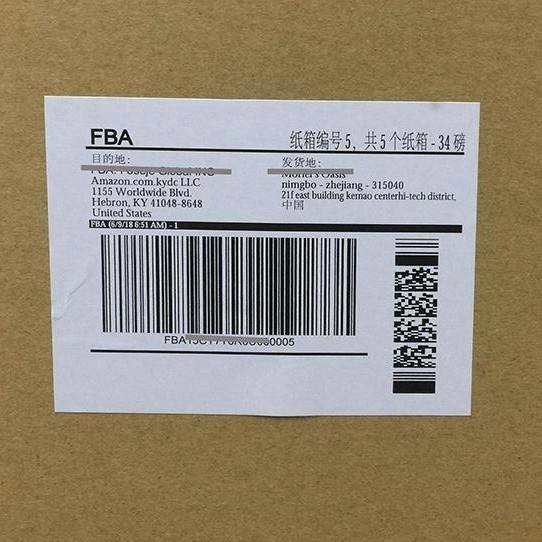 FBA
纸箱编号 5, 共 5 个纸箱 - 34 磅
目的地:
Amazon.com.kydc LLC
1155 Worldwide Blvd.
Hebron, KY 41048-8648
United States
发货地:
nimgbo - zhejiang - 315040
21f east building kemao centerhi-tech district,
中国
FBA (6/9/18 6:51 AM) - 1